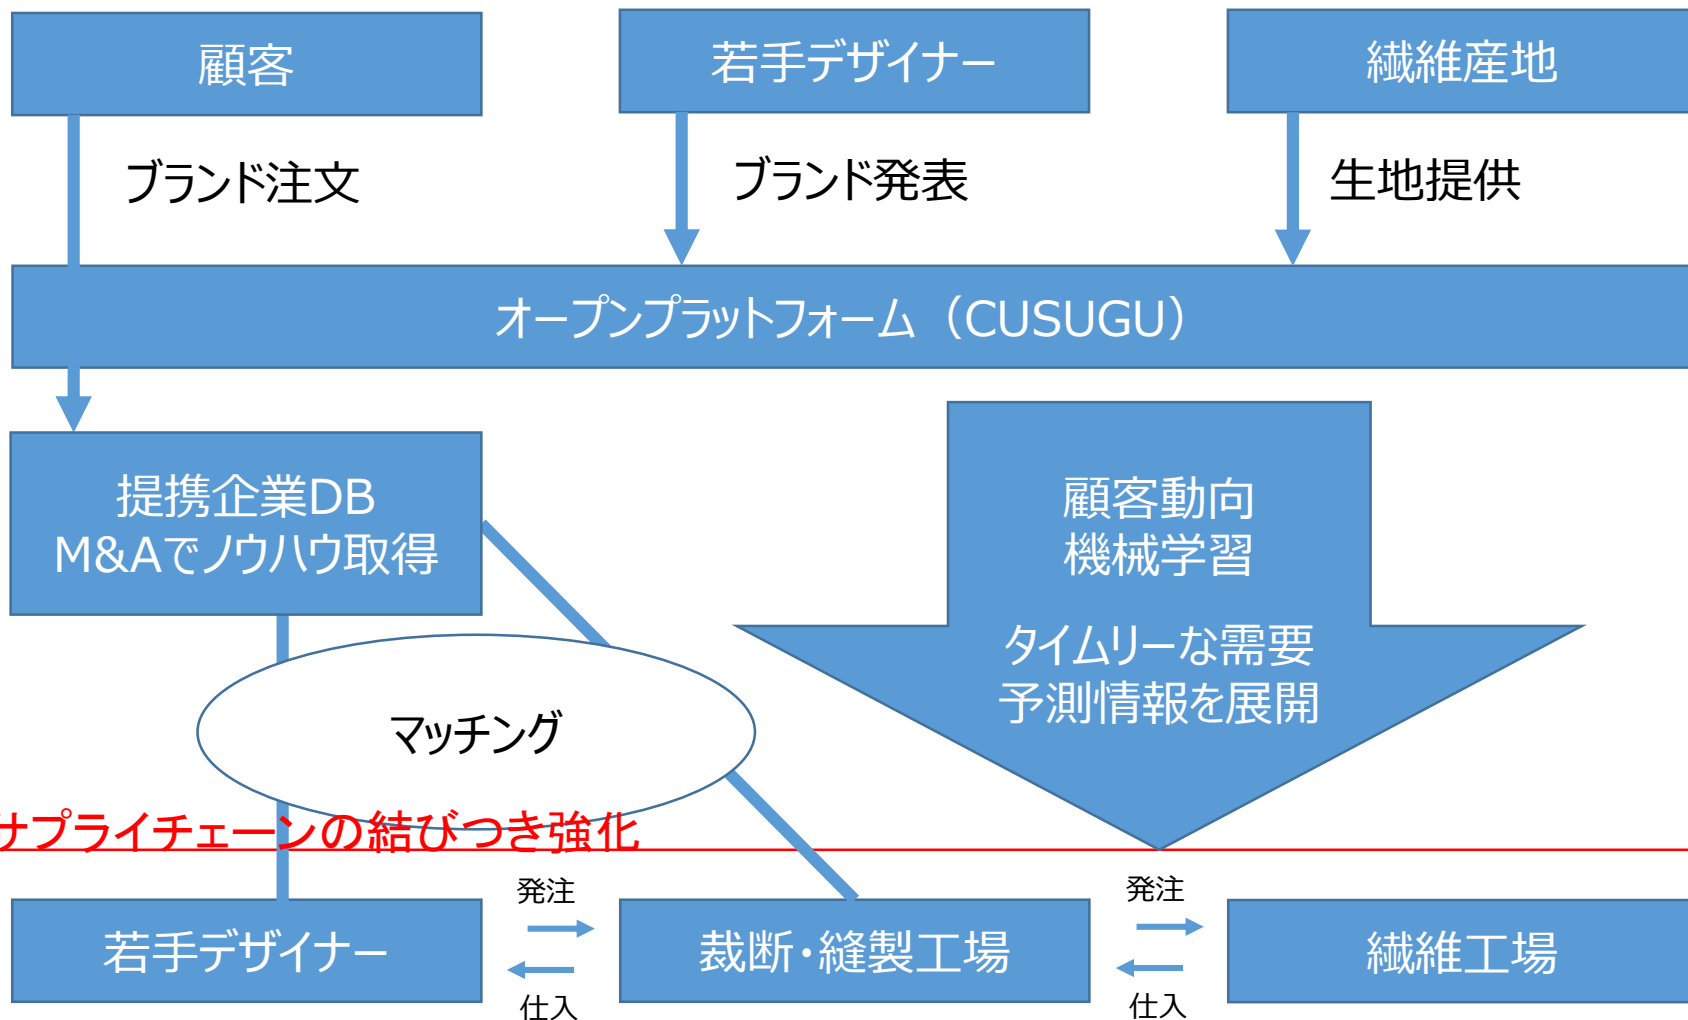 顧客
若手デザイナー
繊維産地
ブランド注文
ブランド発表
生地提供
オープンプラットフォーム（CUSUGU）
提携企業DB
M&Aでノウハウ取得
顧客動向
機械学習
タイムリーな需要
予測情報を展開
マッチング
サプライチェーンの結びつき強化
発注
発注
若手デザイナー
裁断・縫製工場
繊維工場
仕入
仕入